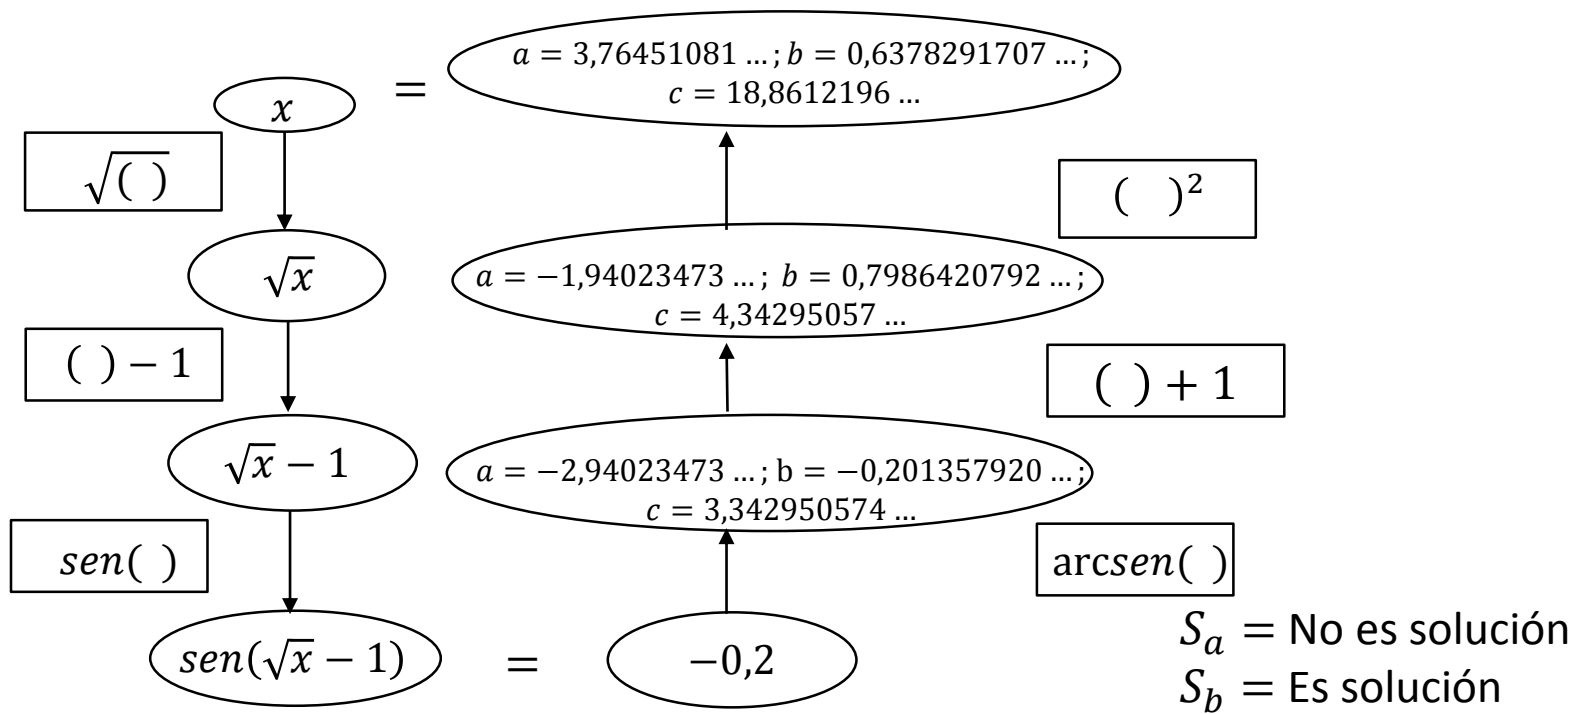 a = 3,76451081 …; b = 0,6378291707 …;
c = 18,8612196 …
x
=
√( )
( )²
√x
a = −1,94023473 …; b = 0,7986420792 …;
c = 4,34295057 …
( ) − 1
( ) + 1
√x − 1
a = −2,94023473 …; b = −0,201357920 …;
c = 3,342950574 …
sen( )
arcsen( )
sen(√x − 1)
=
−0,2
Sₐ = No es solución
S_b = Es solución